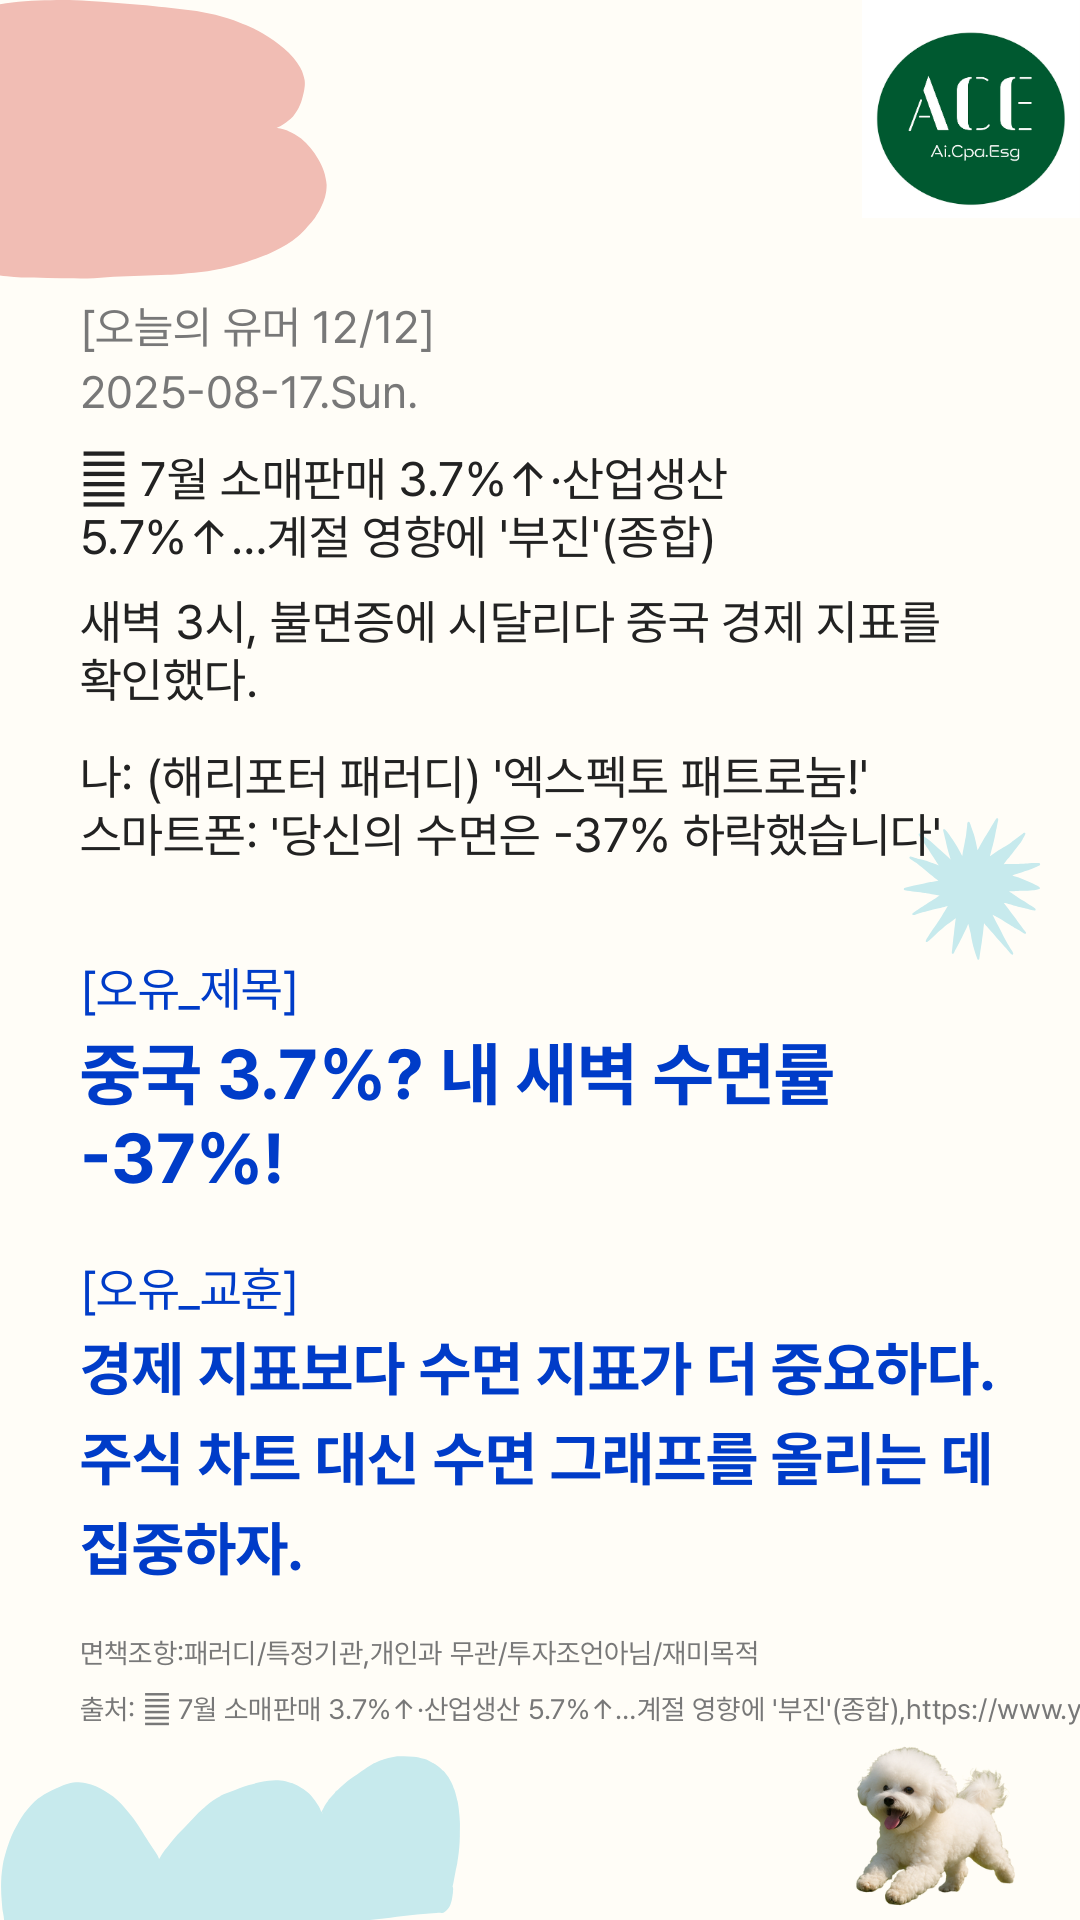 ACE
Ai.Cpa.Esg
[오늘의 유머 12/12]
2025-08-17.Sun.
䷀ 7월 소매판매 3.7%↑·산업생산
5.7%↑…계절 영향에 '부진'(종합)
새벽 3시, 불면증에 시달리다 중국 경제 지표를
확인했다.
나: (해리포터 패러디) '엑스펙토 패트로눔!'
스마트폰: '당신의 수면은 -37% 하락했습니다'
[오유_제목]
중국 3.7%? 내 새벽 수면률
-37%!
[오유_교훈]
경제 지표보다 수면 지표가 더 중요하다.
주식 차트 대신 수면 그래프를 올리는 데
집중하자.
면책조항:패러디/특정기관,개인과 무관/투자조언아님/재미목적
출처: ䷀ 7월 소매판매 3.7%↑·산업생산 5.7%↑…계절 영향에 '부진'(종합),https://www.y